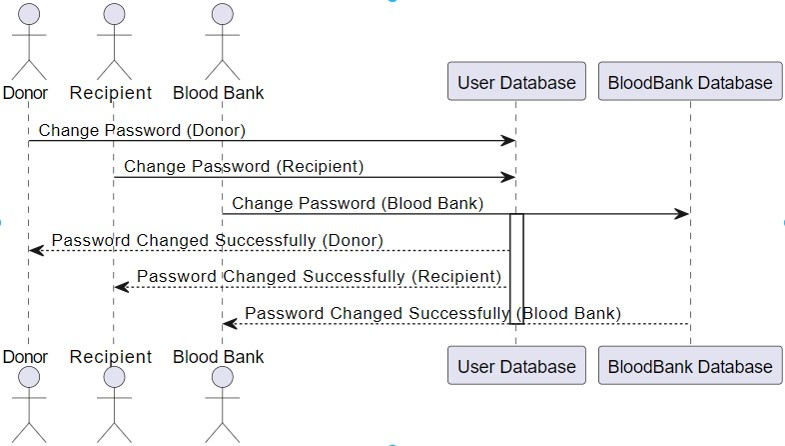 Donor Recipient Blood Bank User Database BloodBank Database
Change Password (Donor)
Change Password (Recipient)
Change Password (Blood Bank)
Password Changed Successfully (Donor)
Password Changed Successfully (Recipient)
Password Changed Successfully (Blood Bank)
Donor Recipient Blood Bank User Database BloodBank Database